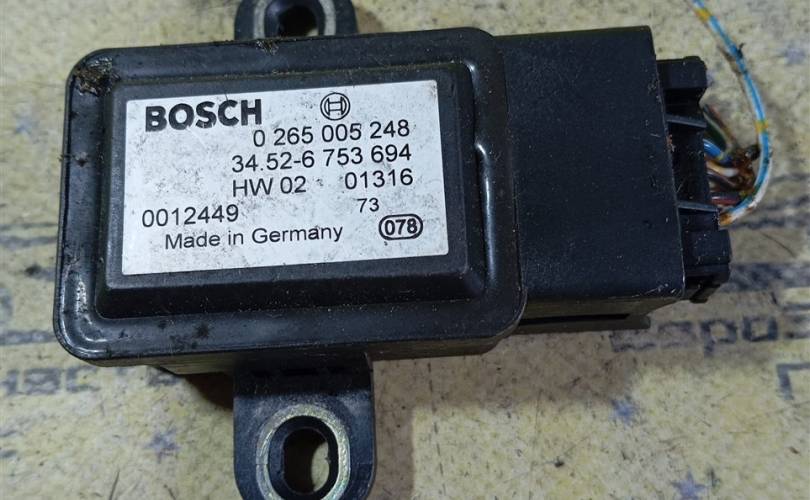 BOSCH
0 265 005 248
34.52-6 753 694
HW 02 01316
0012449 73
Made in Germany 078